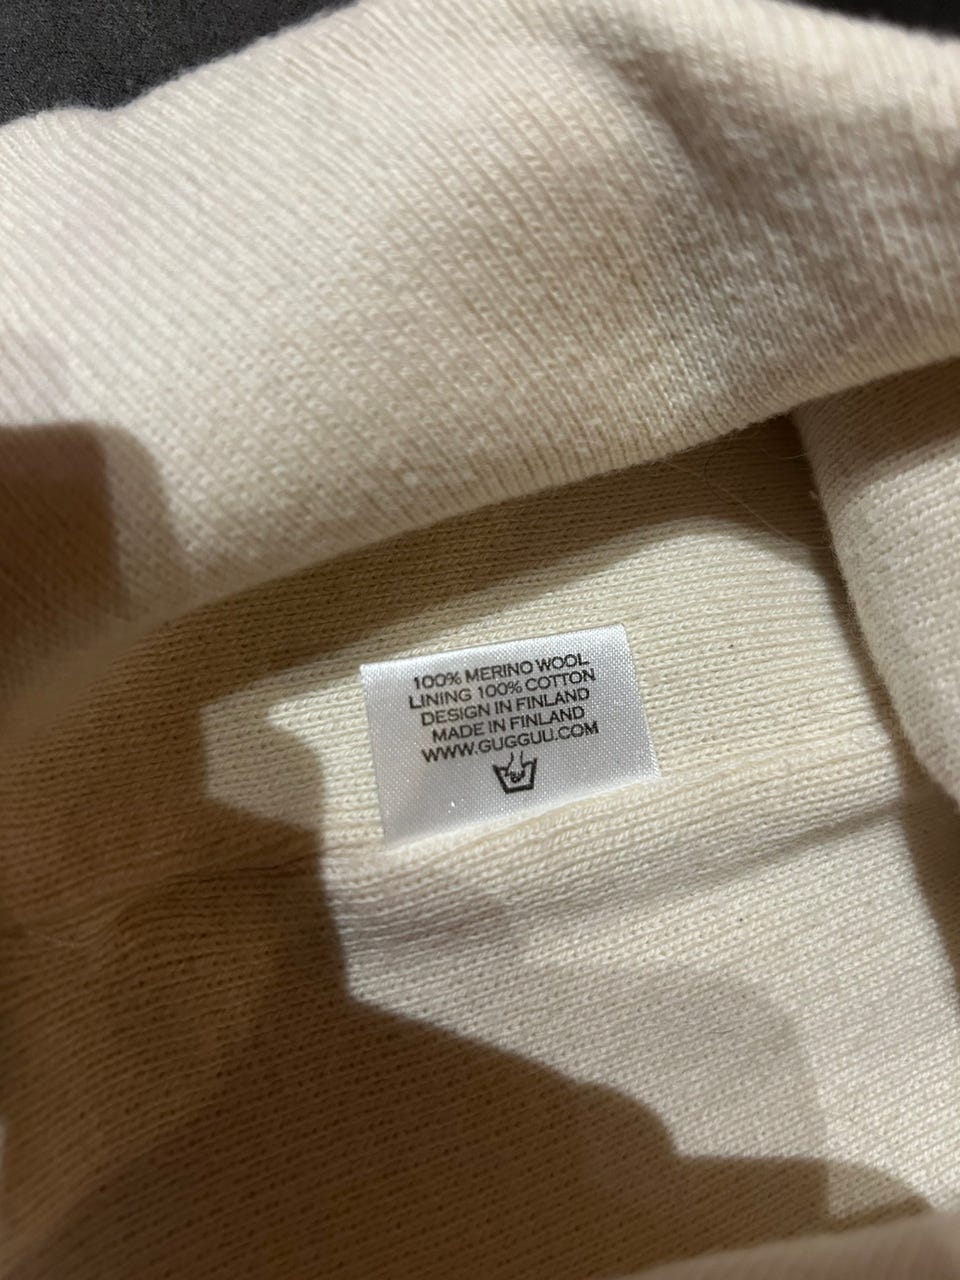 100% MERINO WOOL
LINING 100% COTTON
DESIGN IN FINLAND
MADE IN FINLAND
WWW.GUGGUU.COM